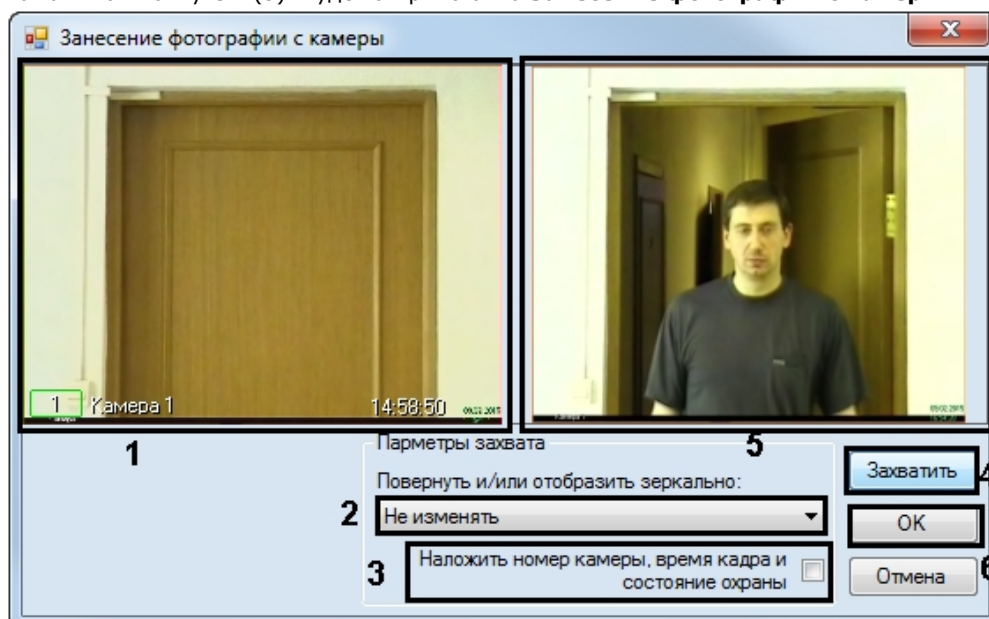 Занесение фотографии с камеры
1 Камера 1 14:58:50
1
5
Парметры захвата
Повернуть и/или отобразить зеркально:
2 Не изменять
3 Наложить номер камеры, время кадра и
состояние охраны
Захватить 4
OK
Отмена 6